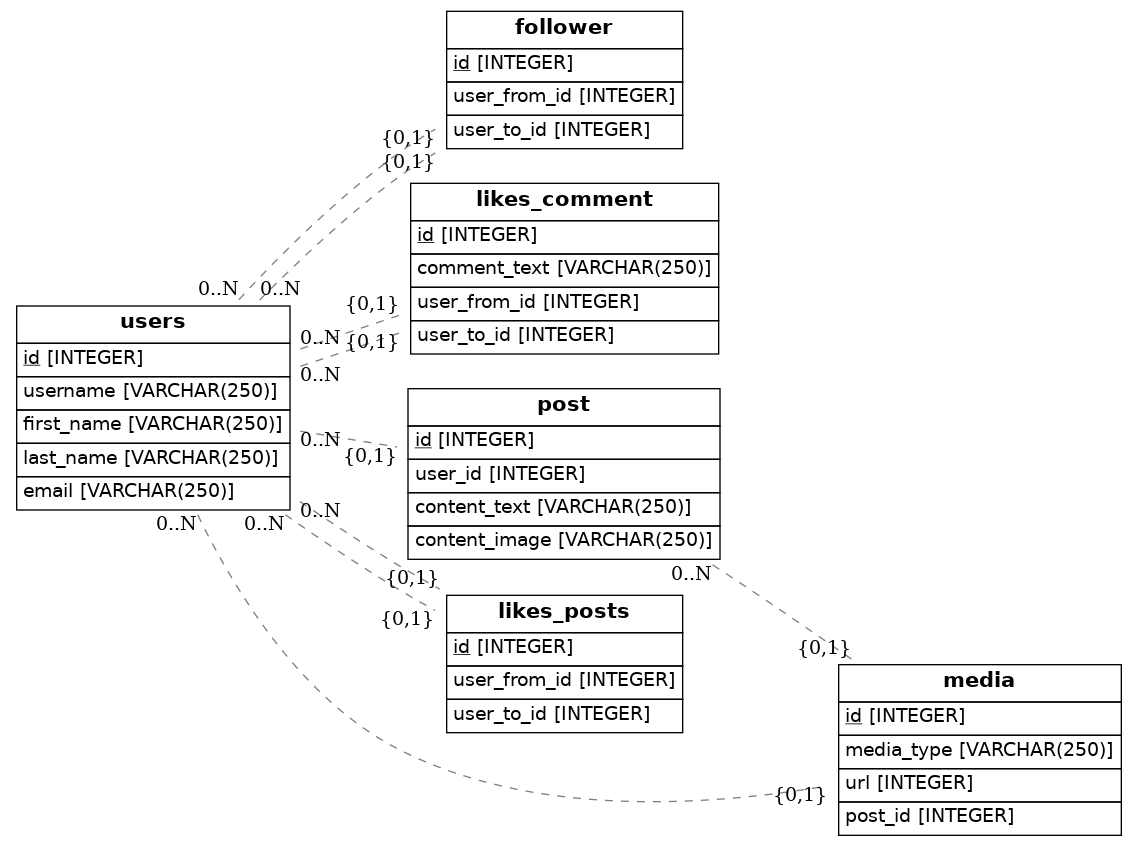 follower
id [INTEGER]
user_from_id [INTEGER]
user_to_id [INTEGER]
{0,1}
{0,1}
0..N
0..N
likes_comment
id [INTEGER]
comment_text [VARCHAR(250)]
user_from_id [INTEGER]
user_to_id [INTEGER]
{0,1}
{0,1}
0..N
0..N
users
id [INTEGER]
username [VARCHAR(250)]
first_name [VARCHAR(250)]
last_name [VARCHAR(250)]
email [VARCHAR(250)]
post
id [INTEGER]
user_id [INTEGER]
content_text [VARCHAR(250)]
content_image [VARCHAR(250)]
0..N
{0,1}
0..N
0..N
0..N
0..N
{0,1}
{0,1}
likes_posts
id [INTEGER]
user_from_id [INTEGER]
user_to_id [INTEGER]
{0,1}
media
id [INTEGER]
media_type [VARCHAR(250)]
url [INTEGER]
post_id [INTEGER]
{0,1}